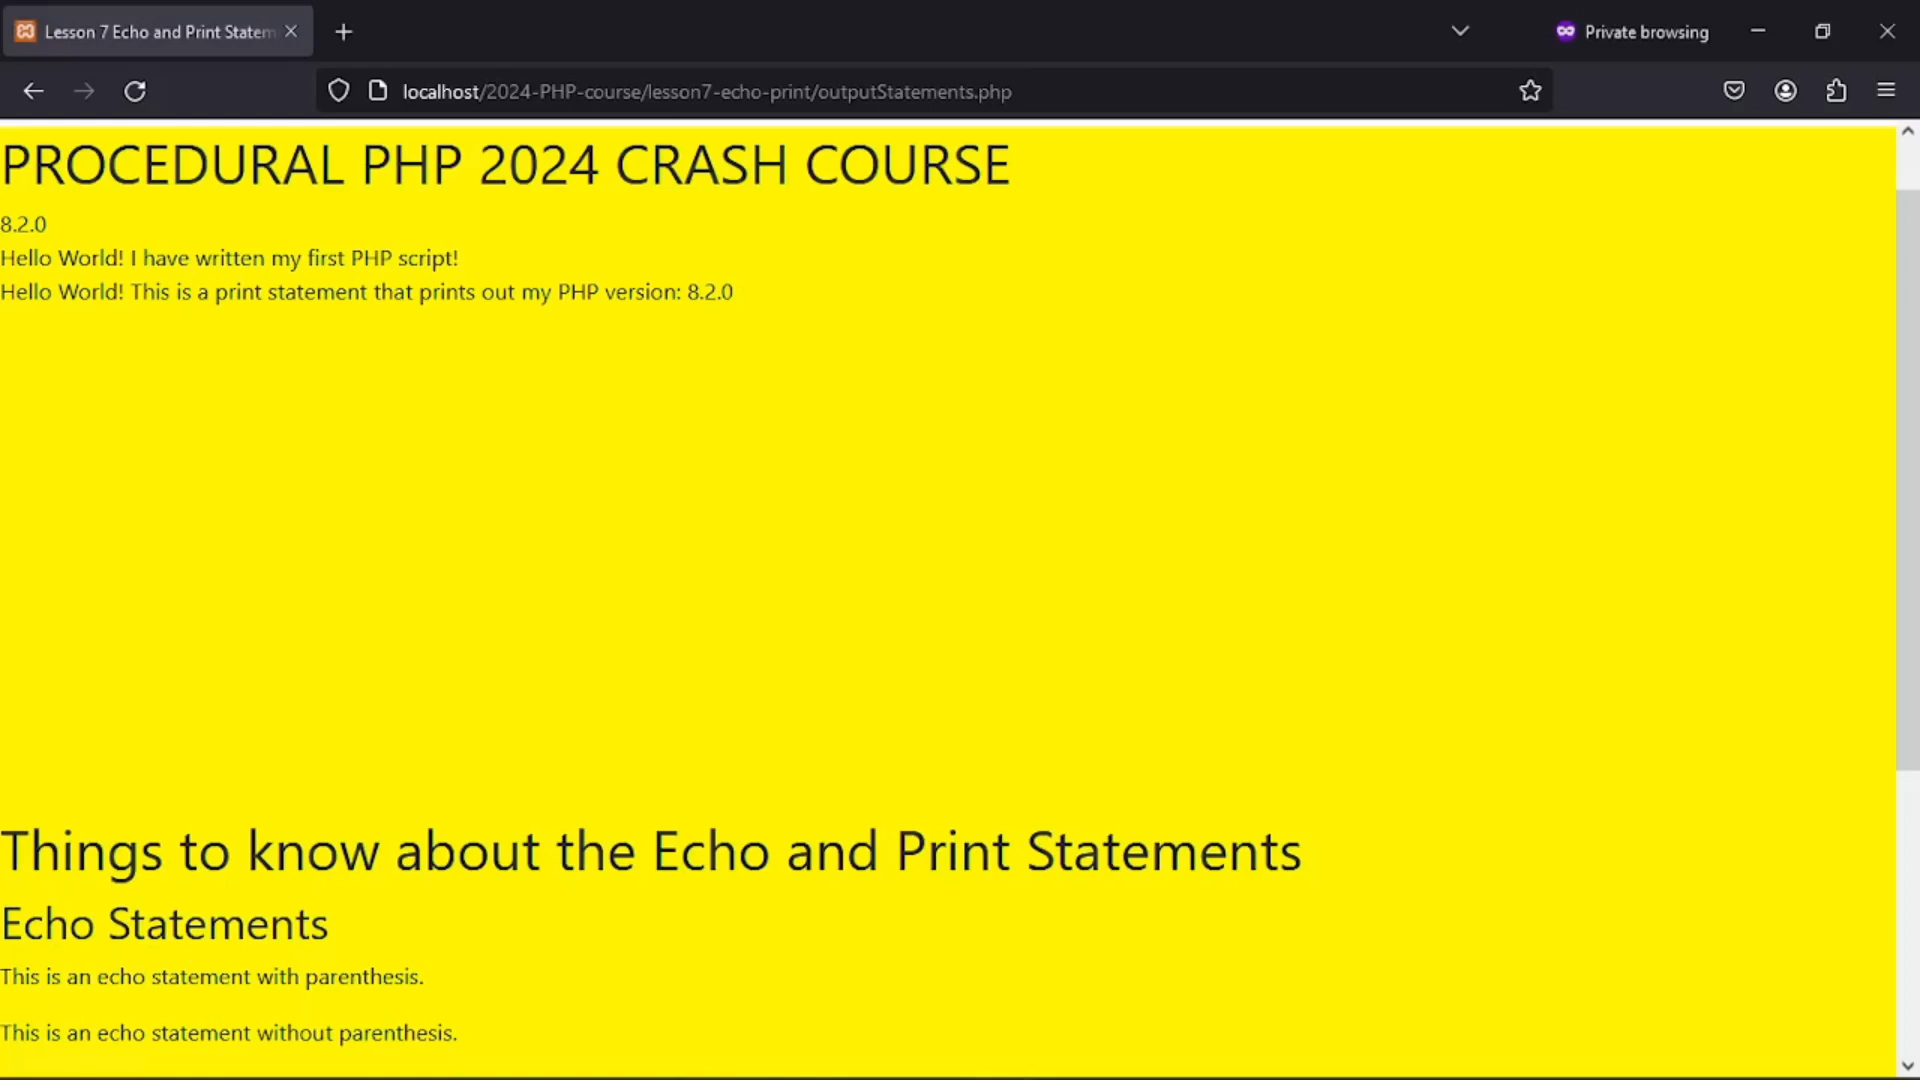 Lesson 7 Echo and Print Statem
Private browsing
localhost/2024-PHP-course/lesson7-echo-print/outputStatements.php
PROCEDURAL PHP 2024 CRASH COURSE
8.2.0
Hello World! I have written my first PHP script!
Hello World! This is a print statement that prints out my PHP version: 8.2.0
Things to know about the Echo and Print Statements
Echo Statements
This is an echo statement with parenthesis.
This is an echo statement without parenthesis.